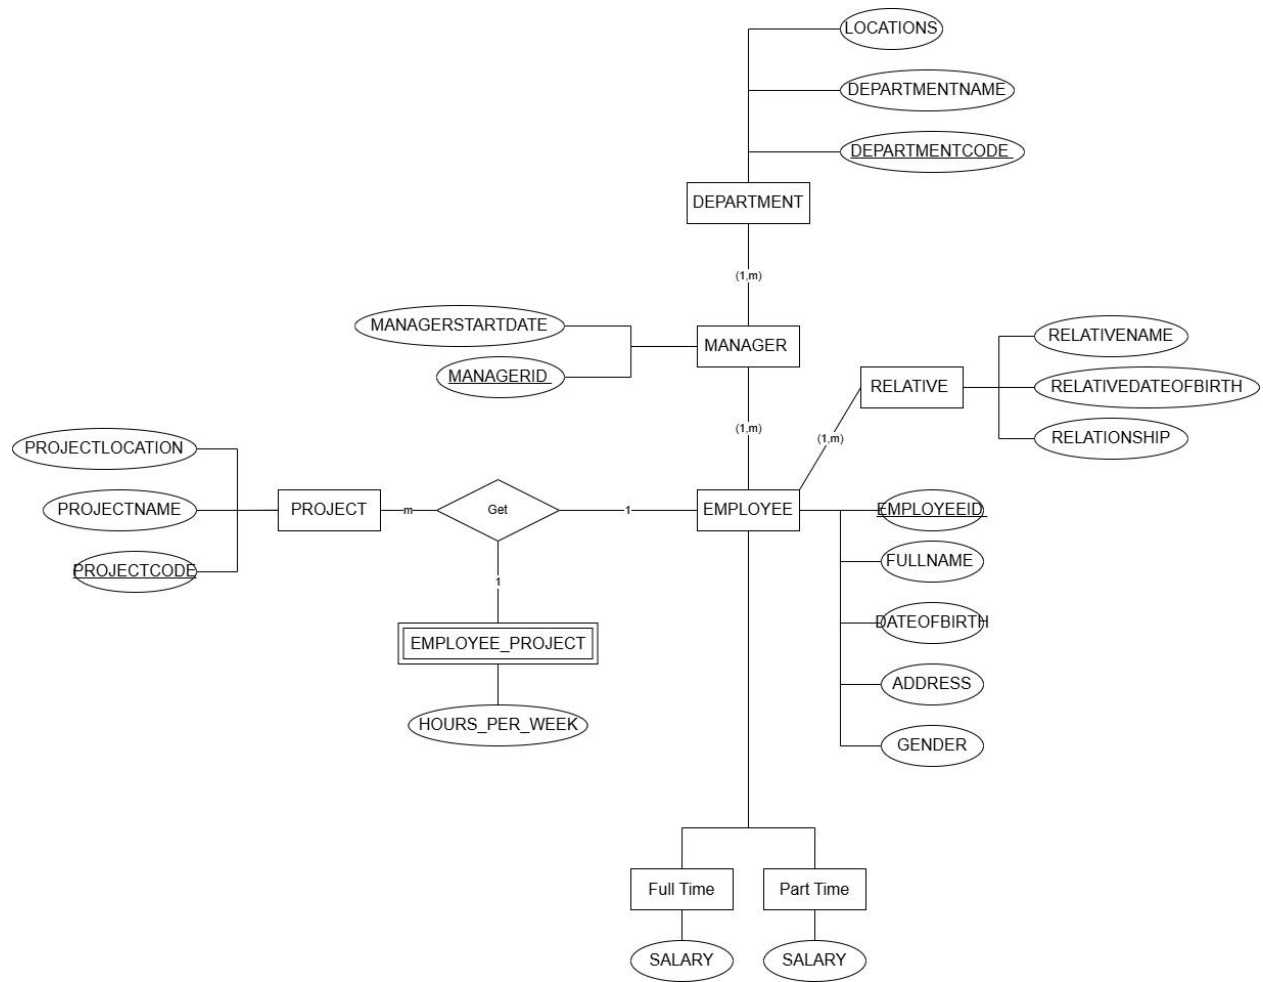 LOCATIONS
DEPARTMENTNAME
DEPARTMENTCODE
DEPARTMENT
(1,m)
MANAGERSTARTDATE
MANAGERID
MANAGER
RELATIVENAME
RELATIVE
RELATIVEDATEOFBIRTH
RELATIONSHIP
(1,m)
(1,m)
PROJECTLOCATION
PROJECTNAME
PROJECTCODE
PROJECT
m
Get
1
EMPLOYEE
EMPLOYEEID
FULLNAME
DATEOFBIRTH
ADDRESS
GENDER
1
EMPLOYEE_PROJECT
HOURS_PER_WEEK
Full Time
Part Time
SALARY
SALARY